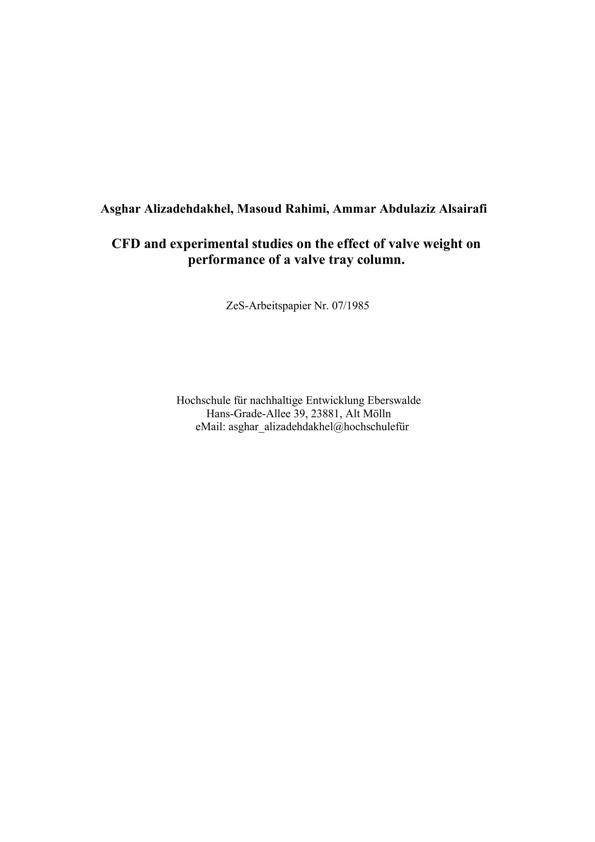 Asghar Alizadehdakhel, Masoud Rahimi, Ammar Abdulaziz Alsairafi
CFD and experimental studies on the effect of valve weight on
performance of a valve tray column.
ZeS-Arbeitspapier Nr. 07/1985
Hochschule für nachhaltige Entwicklung Eberswalde
Hans-Grade-Allee 39, 23881, Alt Mölln
eMail: asghar_alizadehdakhel@hochschulefür